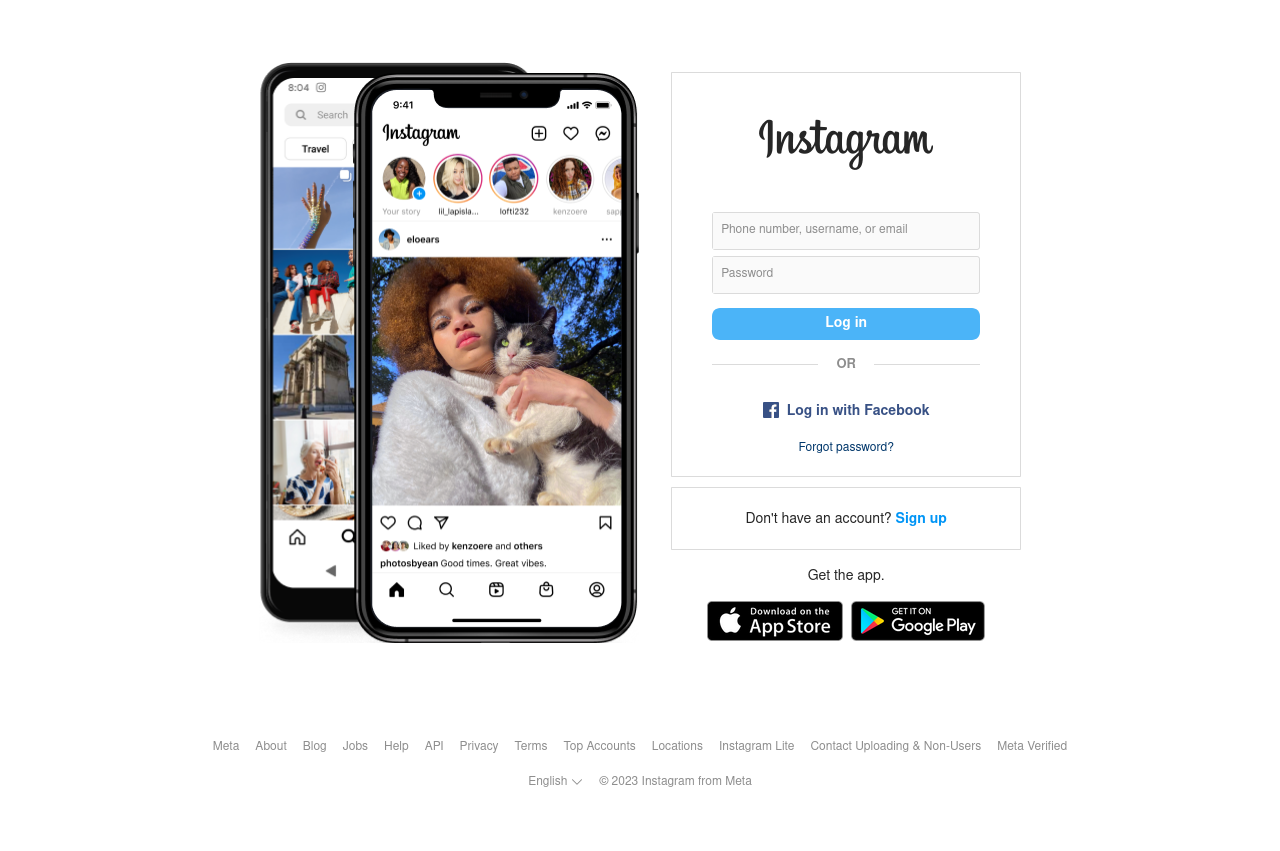 8:04
Search
Travel
9:41
Instagram
Your story lil_lapisla... lofti232 kenzoere sap
eloears
Liked by kenzoere and others
photosbyean Good times. Great vibes.
Instagram
Phone number, username, or email
Password
Log in
OR
Log in with Facebook
Forgot password?
Don't have an account? Sign up
Get the app.
Download on the
App Store
GET IT ON
Google Play
Meta About Blog Jobs Help API Privacy Terms Top Accounts Locations Instagram Lite Contact Uploading & Non-Users Meta Verified
English © 2023 Instagram from Meta